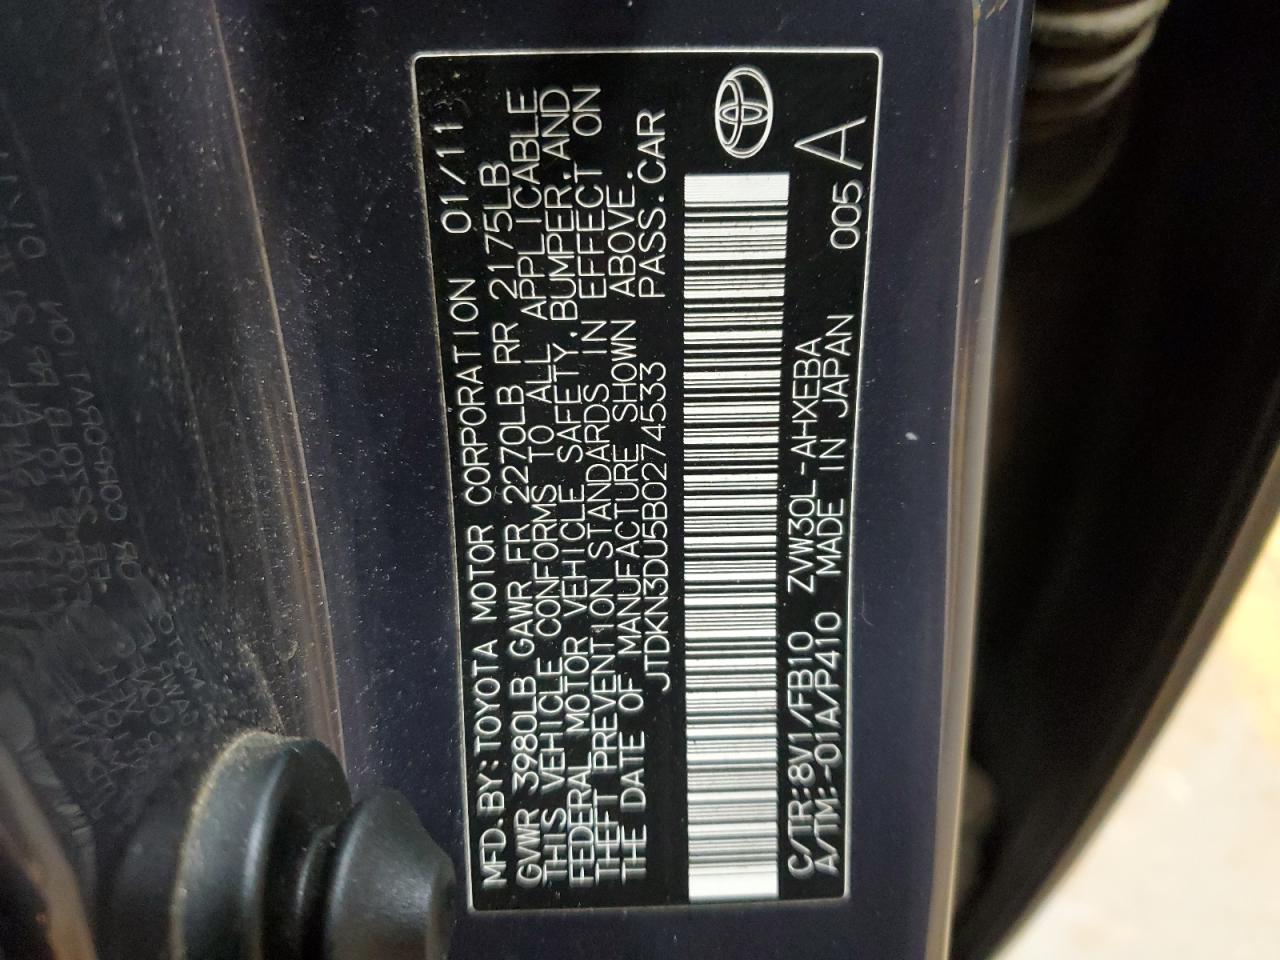 MFD.BY:TOYOTA MOTOR CORPORATION 01/11
GVWR 3980LB GAWR FR 2270LB RR 2175LB
THIS VEHICLE CONFORMS TO ALL APPLICABLE
FEDERAL MOTOR VEHICLE SAFETY,BUMPER,AND
THEFT PREVENTION STANDARDS IN EFFECT ON
THE DATE OF MANUFACTURE SHOWN ABOVE.
JTDKN3DU5B0274533 PASS.CAR
C/TR:8V1/FB10 ZVW30L-AHXEBA 005
A/TM:-01A/P410 MADE IN JAPAN A